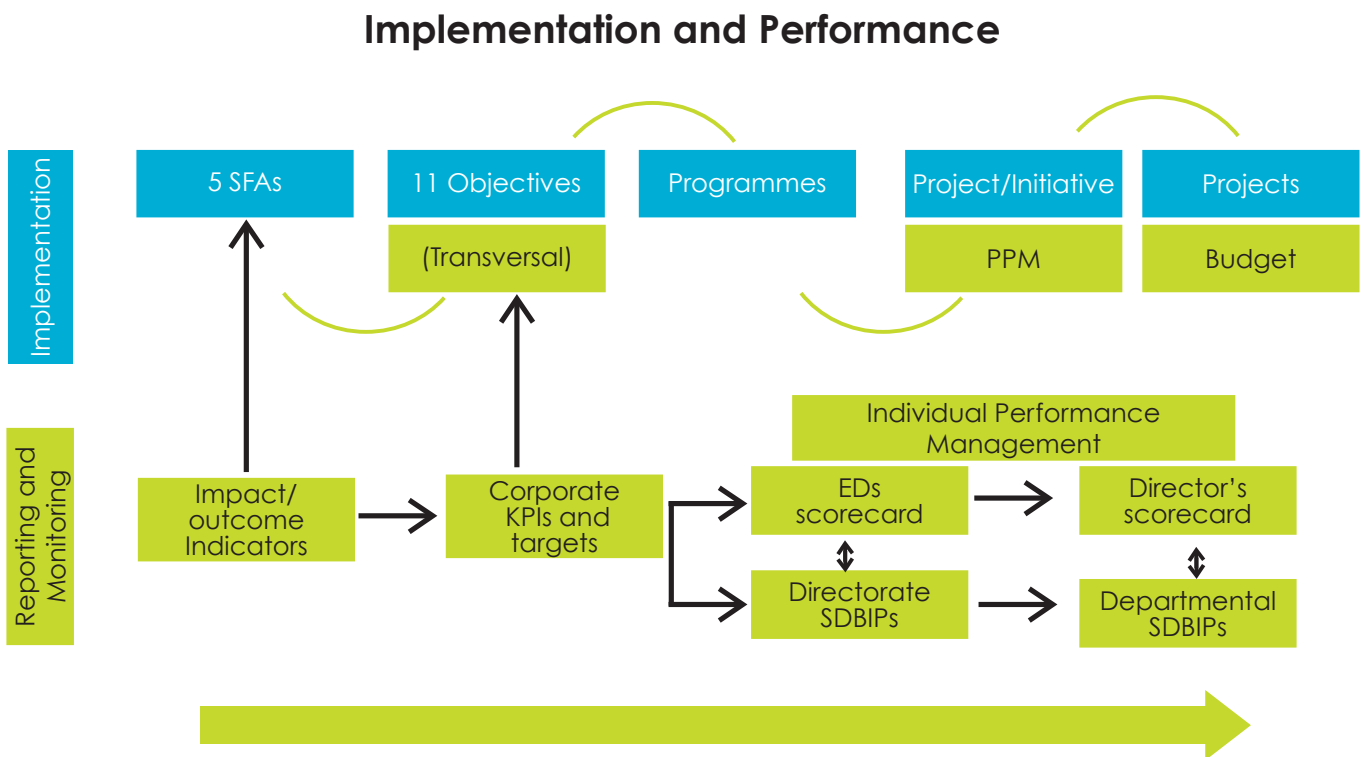 Implementation and Performance
Implementation
5 SFAs
11 Objectives
Programmes
Project/Initiative
Projects
(Transversal)
PPM
Budget
Reporting and
Monitoring
Individual Performance
Management
Impact/
outcome
Indicators
Corporate
KPIs and
targets
EDs
scorecard
Director’s
scorecard
Directorate
SDBIPs
Departmental
SDBIPs